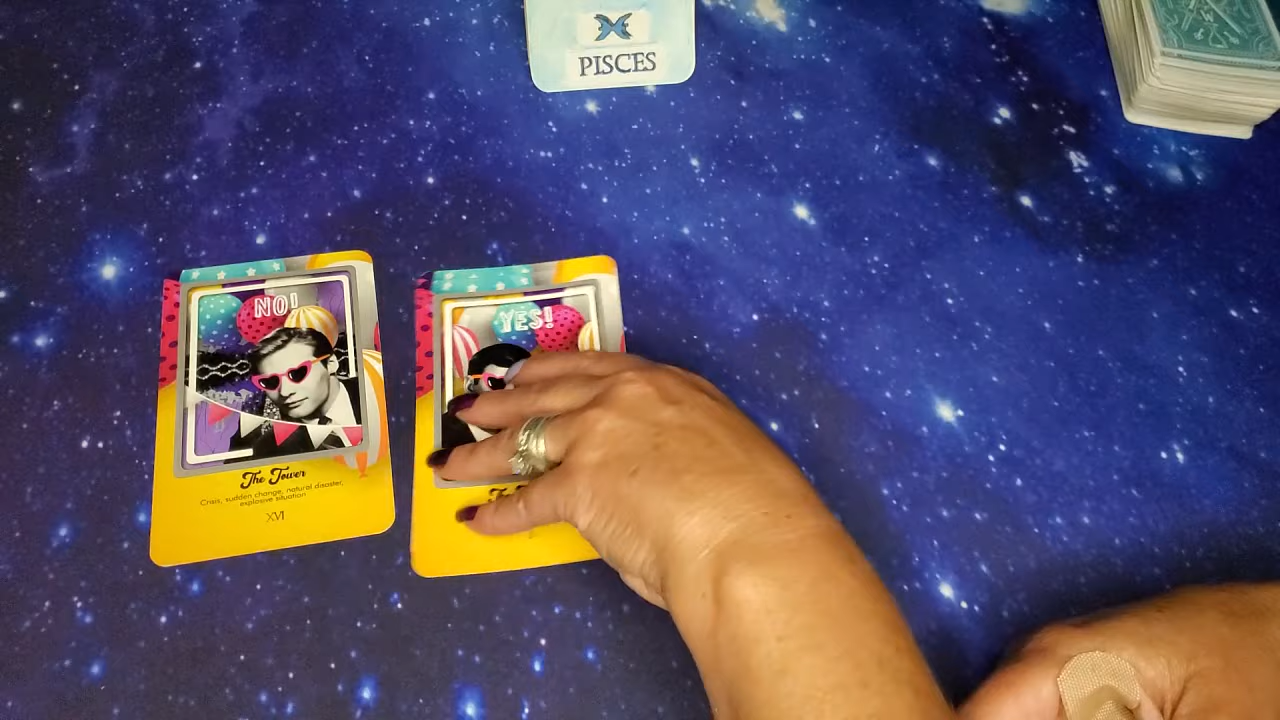 PISCES
NO!
The Tower
Crisis, sudden change, natural disaster,
explosive situation
XVI
YES!